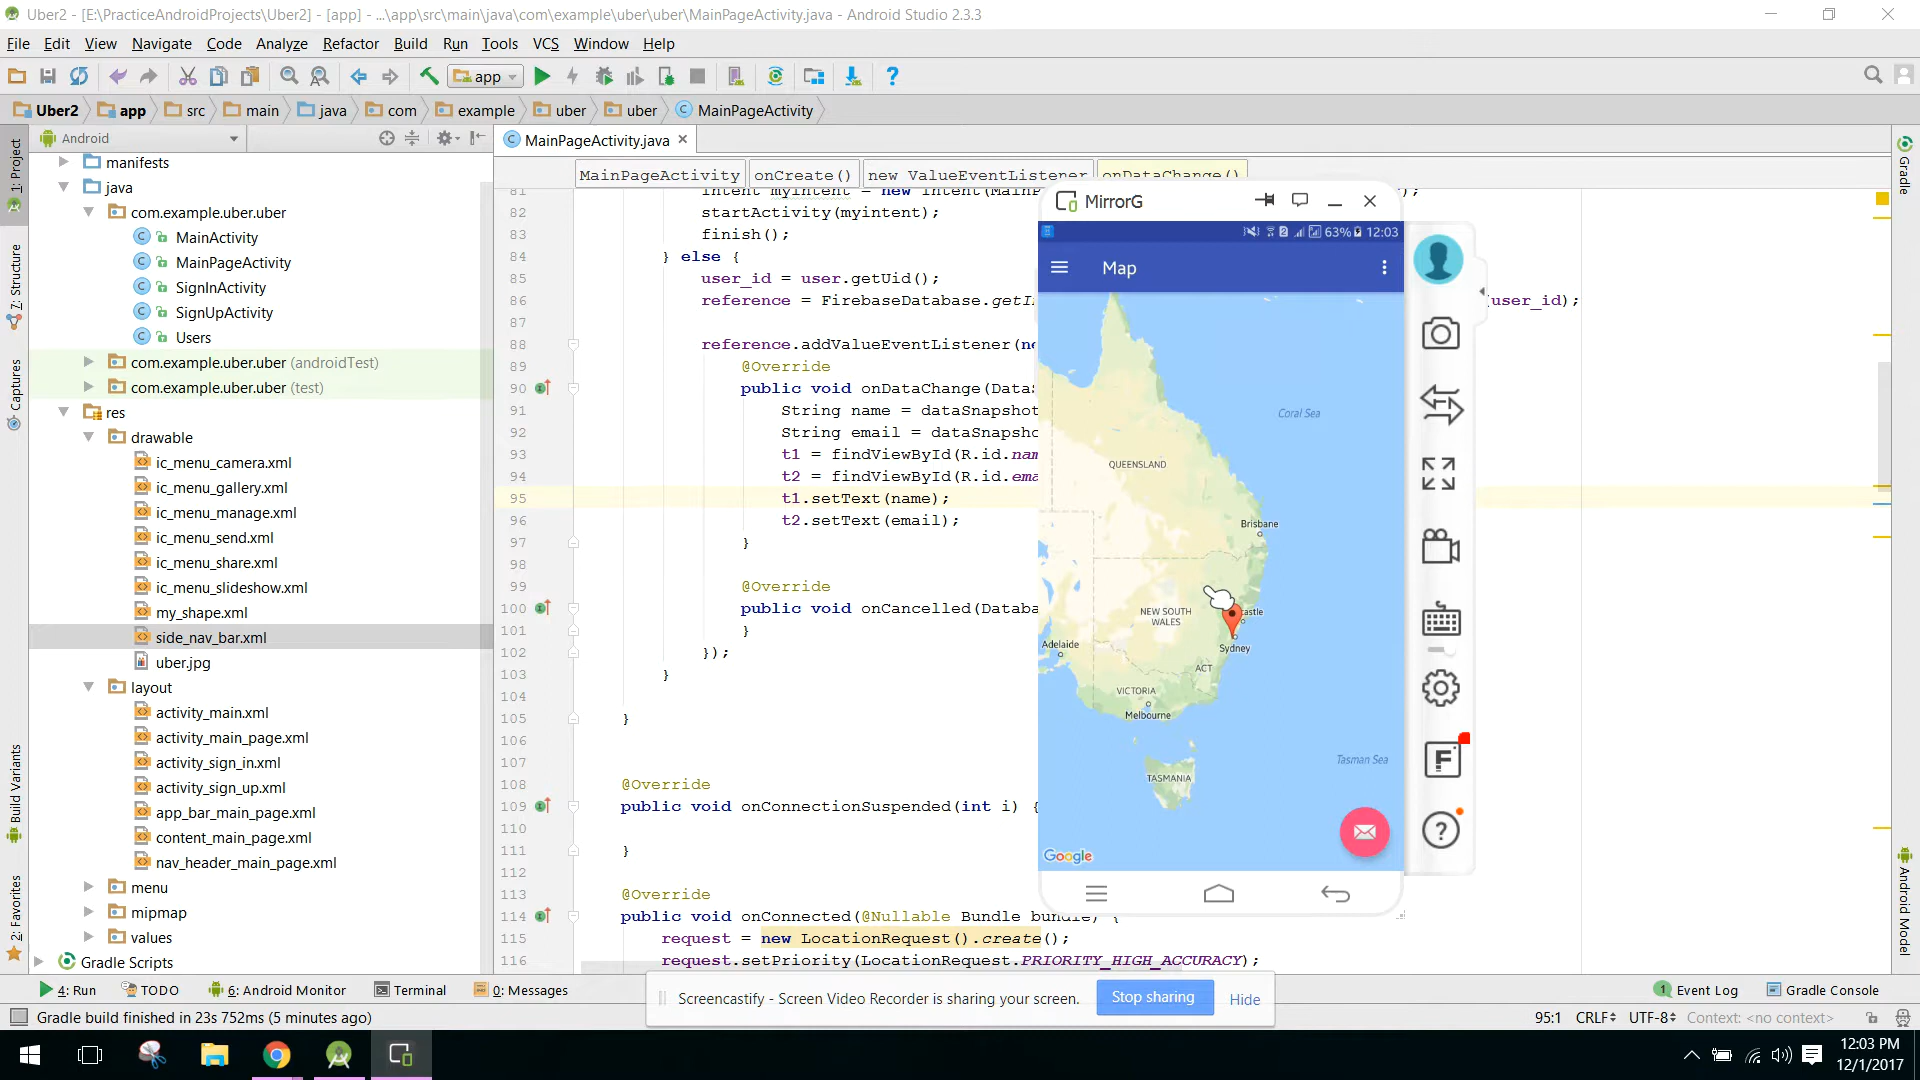 Uber2 - [E:\PracticeAndroidProjects\Uber2] - [app] - ...\app\src\main\java\com\example\uber\uber\MainPageActivity.java - Android Studio 2.3.3
File Edit View Navigate Code Analyze Refactor Build Run Tools VCS Window Help
app
Uber2 app src main java com example uber uber MainPageActivity
Android
MainPageActivity.java
1: Project
7: Structure
Captures
Build Variants
2: Favorites
manifests
java
com.example.uber.uber
MainActivity
MainPageActivity
SignInActivity
SignUpActivity
Users
com.example.uber.uber (androidTest)
com.example.uber.uber (test)
res
drawable
ic_menu_camera.xml
ic_menu_gallery.xml
ic_menu_manage.xml
ic_menu_send.xml
ic_menu_share.xml
ic_menu_slideshow.xml
my_shape.xml
side_nav_bar.xml
uber.jpg
layout
activity_main.xml
activity_main_page.xml
activity_sign_in.xml
activity_sign_up.xml
app_bar_main_page.xml
content_main_page.xml
nav_header_main_page.xml
menu
mipmap
values
Gradle Scripts
MainPageActivity onCreate() new ValueEventListener onDataChange()
81 Intent myintent = new Intent(MainP
82 startActivity(myintent);
83 finish();
84 } else {
85 user_id = user.getUid();
86 reference = FirebaseDatabase.getI (user_id);
87
88 reference.addValueEventListener(ne
89 @Override
90 public void onDataChange(DataS
91 String name = dataSnapshot
92 String email = dataSnapsho
93 t1 = findViewById(R.id.nam
94 t2 = findViewById(R.id.ema
95 t1.setText(name);
96 t2.setText(email);
97 }
98
99 @Override
100 public void onCancelled(Databa
101 }
102 });
103 }
104
105 }
106
107
108 @Override
109 public void onConnectionSuspended(int i) {
110
111 }
112
113 @Override
114 public void onConnected(@Nullable Bundle bundle) {
115 request = new LocationRequest().create();
116 request.setPriority(LocationRequest.PRIORITY_HIGH_ACCURACY);
MirrorG
63% 12:03
Map
Coral Sea
QUEENSLAND
Brisbane
NEW SOUTH
WALES
castle
Adelaide
Sydney
ACT
VICTORIA
Melbourne
Tasman Sea
TASMANIA
Google
F
?
Gradle
Android Model
4: Run TODO 6: Android Monitor Terminal 0: Messages
1 Event Log Gradle Console
Screencastify - Screen Video Recorder is sharing your screen. Stop sharing Hide
Gradle build finished in 23s 752ms (5 minutes ago)
95:1 CRLF UTF-8 Context: <no context>
12:03 PM
12/1/2017